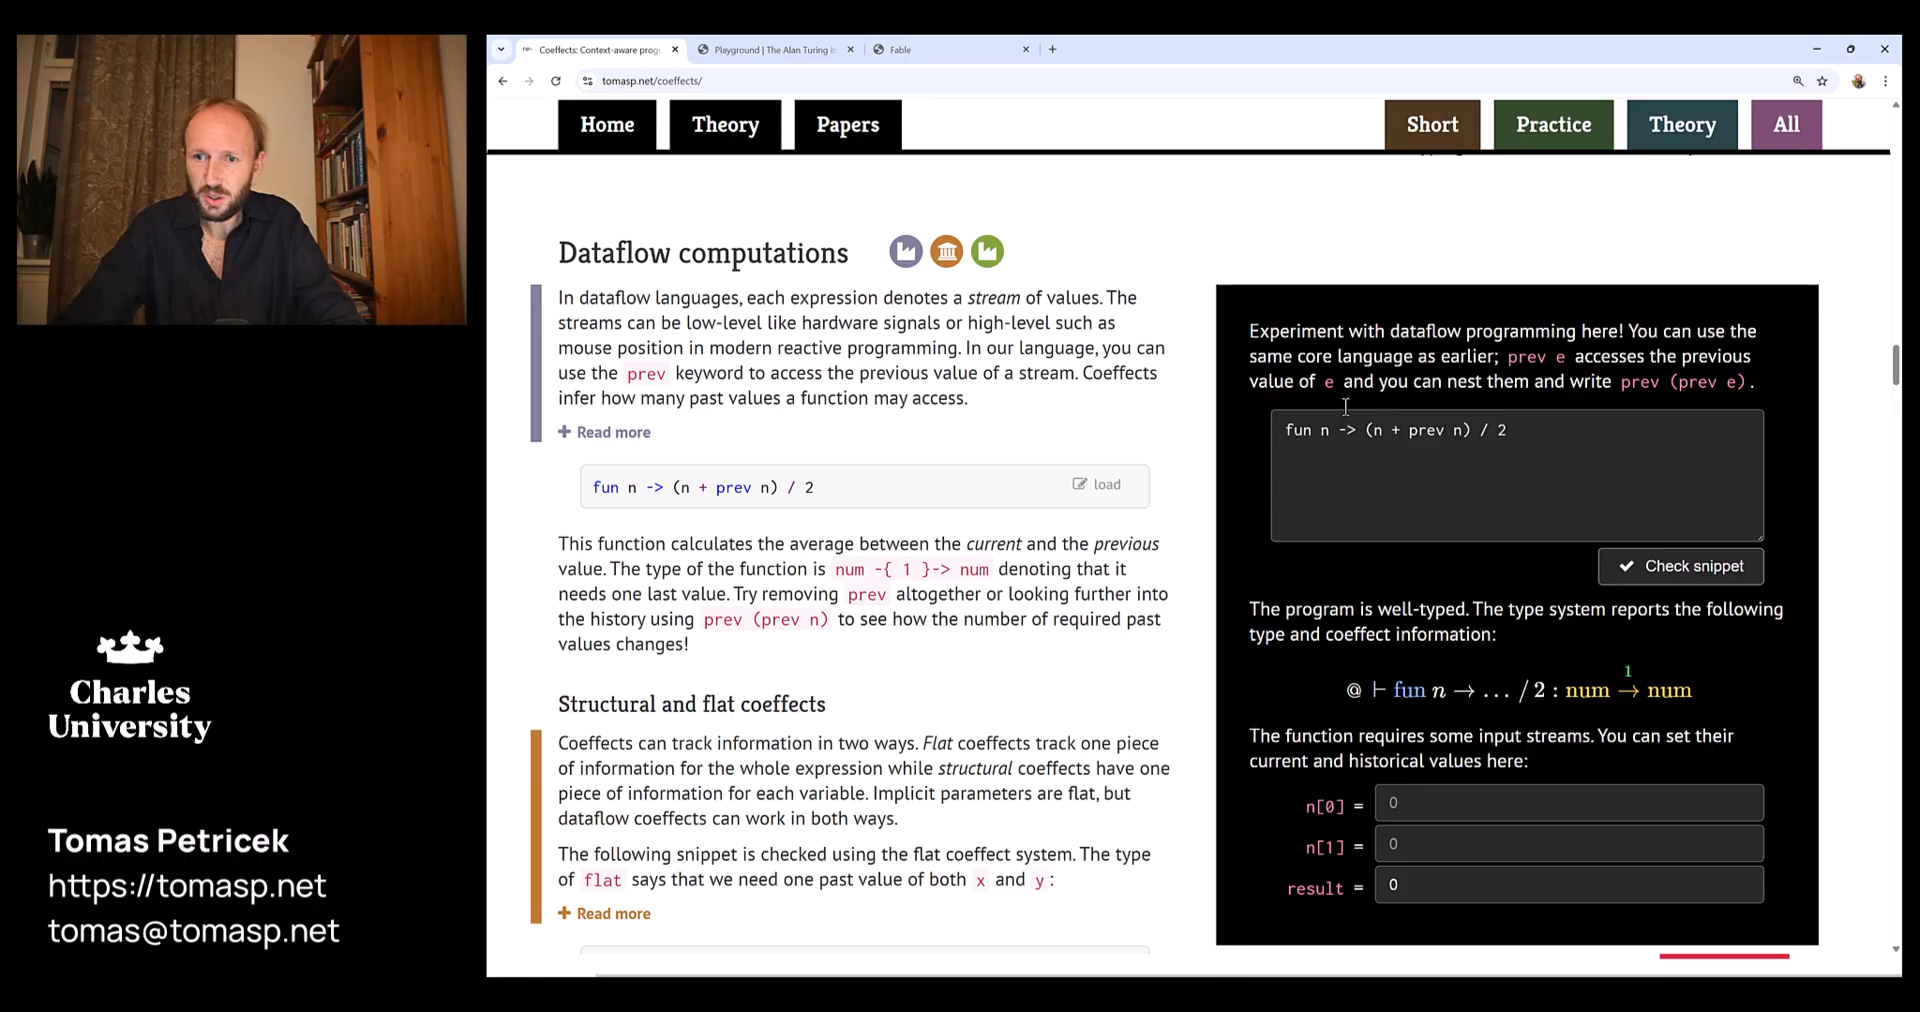 Coeffects: Context-aware prog
Playground | The Alan Turing In
Fable
tomasp.net/coeffects/
Home
Theory
Papers
Short
Practice
Theory
All
Dataflow computations
In dataflow languages, each expression denotes a stream of values. The
streams can be low-level like hardware signals or high-level such as
mouse position in modern reactive programming. In our language, you can
use the prev keyword to access the previous value of a stream. Coeffects
infer how many past values a function may access.
+ Read more
fun n -> (n + prev n) / 2
load
This function calculates the average between the current and the previous
value. The type of the function is num -{ 1 }-> num denoting that it
needs one last value. Try removing prev altogether or looking further into
the history using prev (prev n) to see how the number of required past
values changes!
Structural and flat coeffects
Coeffects can track information in two ways. Flat coeffects track one piece
of information for the whole expression while structural coeffects have one
piece of information for each variable. Implicit parameters are flat, but
dataflow coeffects can work in both ways.
The following snippet is checked using the flat coeffect system. The type
of flat says that we need one past value of both x and y:
+ Read more
Experiment with dataflow programming here! You can use the
same core language as earlier; prev e accesses the previous
value of e and you can nest them and write prev (prev e).
fun n -> (n + prev n) / 2
Check snippet
The program is well-typed. The type system reports the following
type and coeffect information:
1
@ ⊢ fun n → … / 2 : num → num
The function requires some input streams. You can set their
current and historical values here:
n[0] = 0
n[1] = 0
result = 0
Charles
University
Tomas Petricek
https://tomasp.net
tomas@tomasp.net